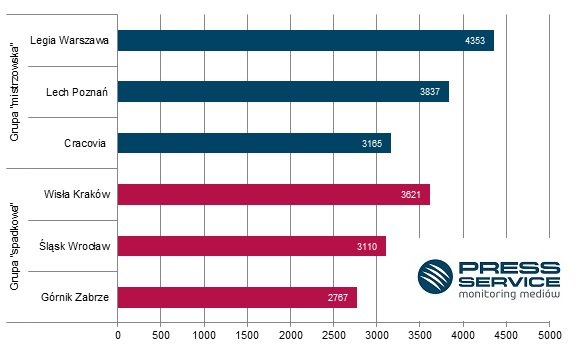 Grupa "mistrzowska"
Legia Warszawa 4353
Lech Poznań 3837
Cracovia 3165
Grupa "spadkowa"
Wisła Kraków 3621
Śląsk Wrocław 3110
Górnik Zabrze 2767
PRESS
SERVICE
monitoring mediów
0 500 1000 1500 2000 2500 3000 3500 4000 4500 5000